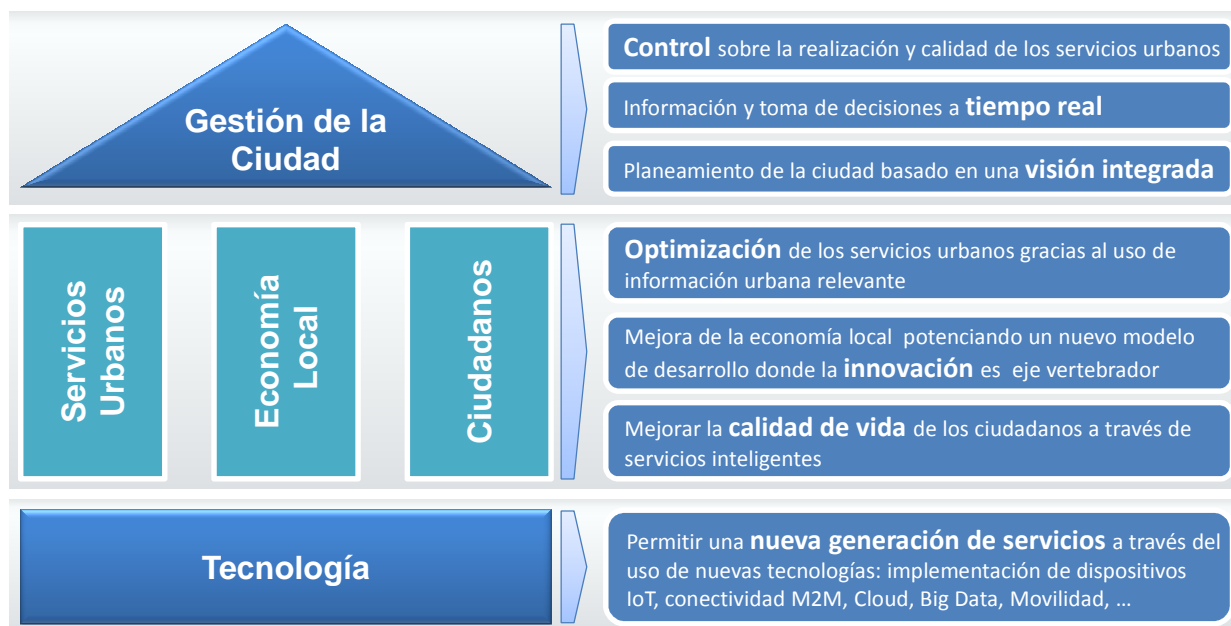 Gestión de la
Ciudad
Control sobre la realización y calidad de los servicios urbanos
Información y toma de decisiones a tiempo real
Planeamiento de la ciudad basado en una visión integrada
Servicios
Urbanos
Economía
Local
Ciudadanos
Optimización de los servicios urbanos gracias al uso de
información urbana relevante
Mejora de la economía local potenciando un nuevo modelo
de desarrollo donde la innovación es eje vertebrador
Mejorar la calidad de vida de los ciudadanos a través de
servicios inteligentes
Tecnología
Permitir una nueva generación de servicios a través del
uso de nuevas tecnologías: implementación de dispositivos
IoT, conectividad M2M, Cloud, Big Data, Movilidad, ...